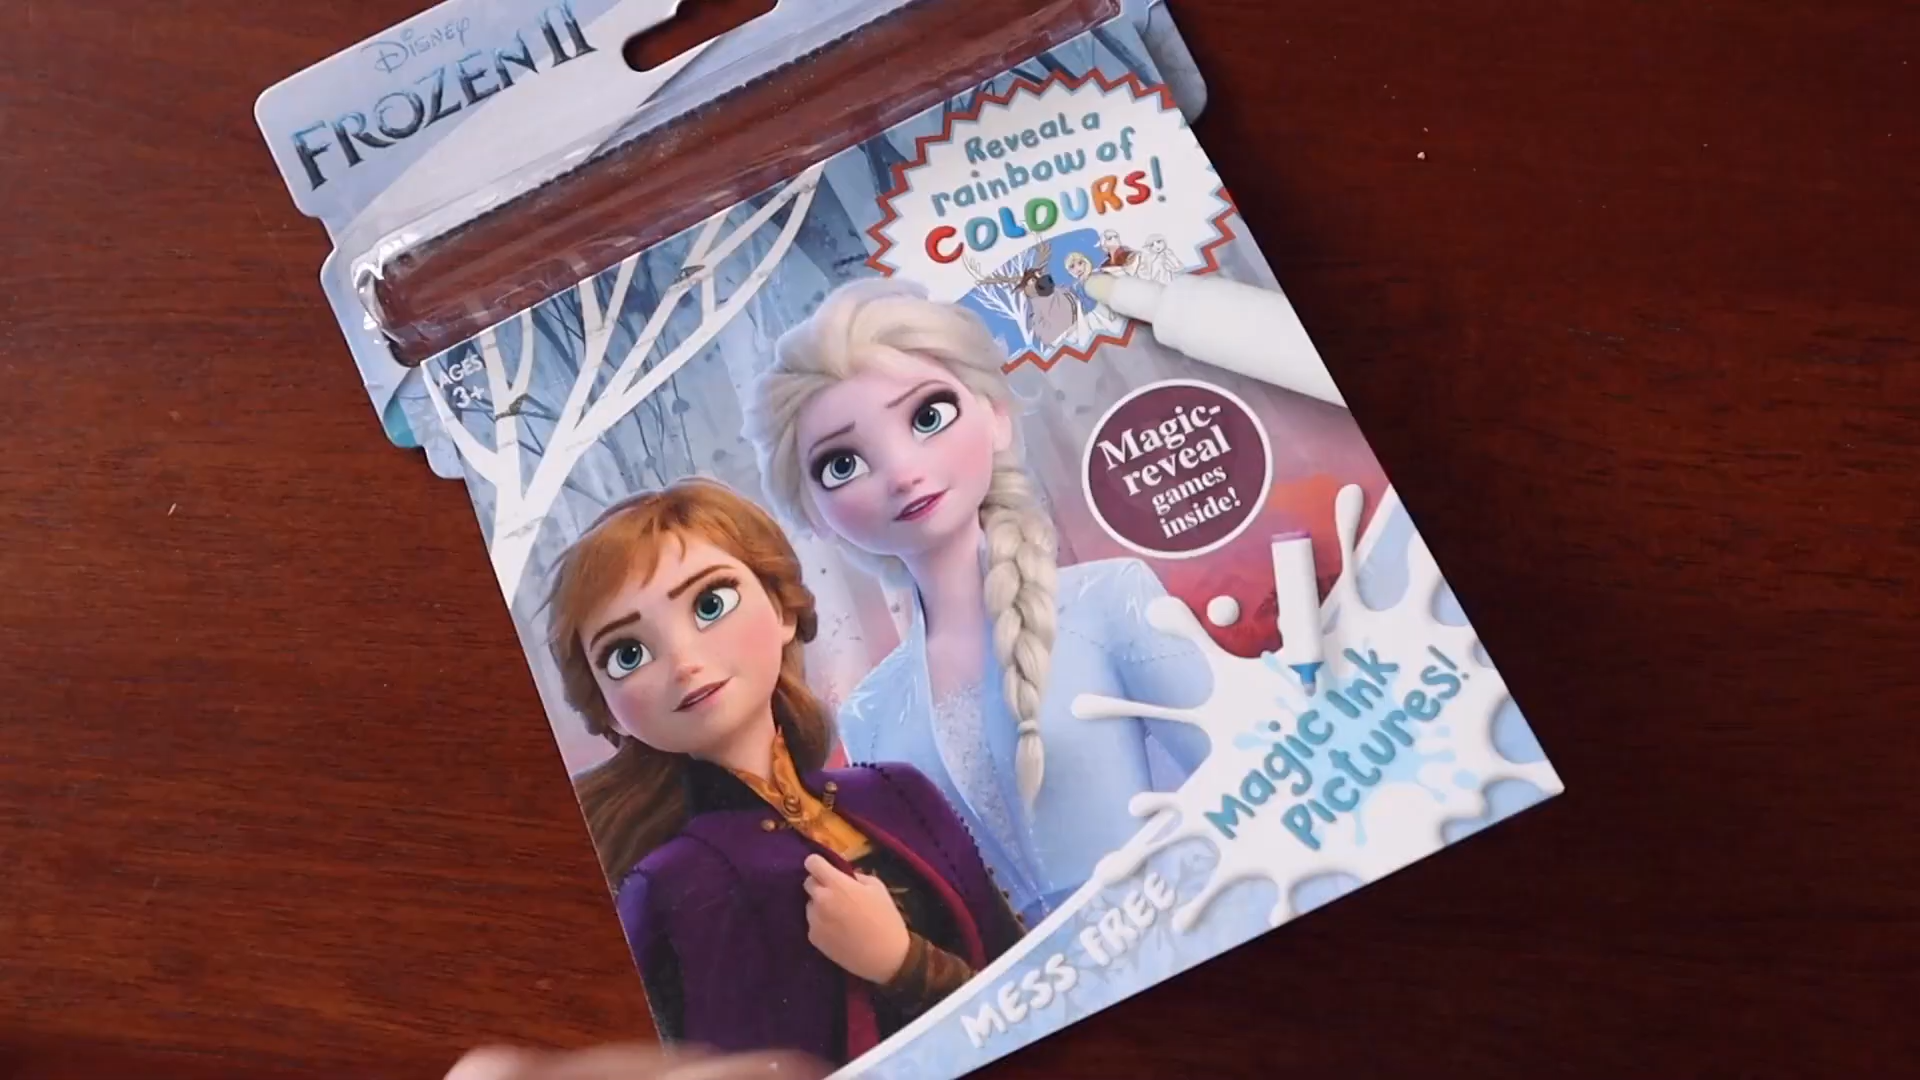 Disney
FROZEN II
Reveal a
rainbow of
COLOURS!
AGES
3+
Magic-
reveal
games
inside!
Magic Ink
Pictures!
MESS FREE